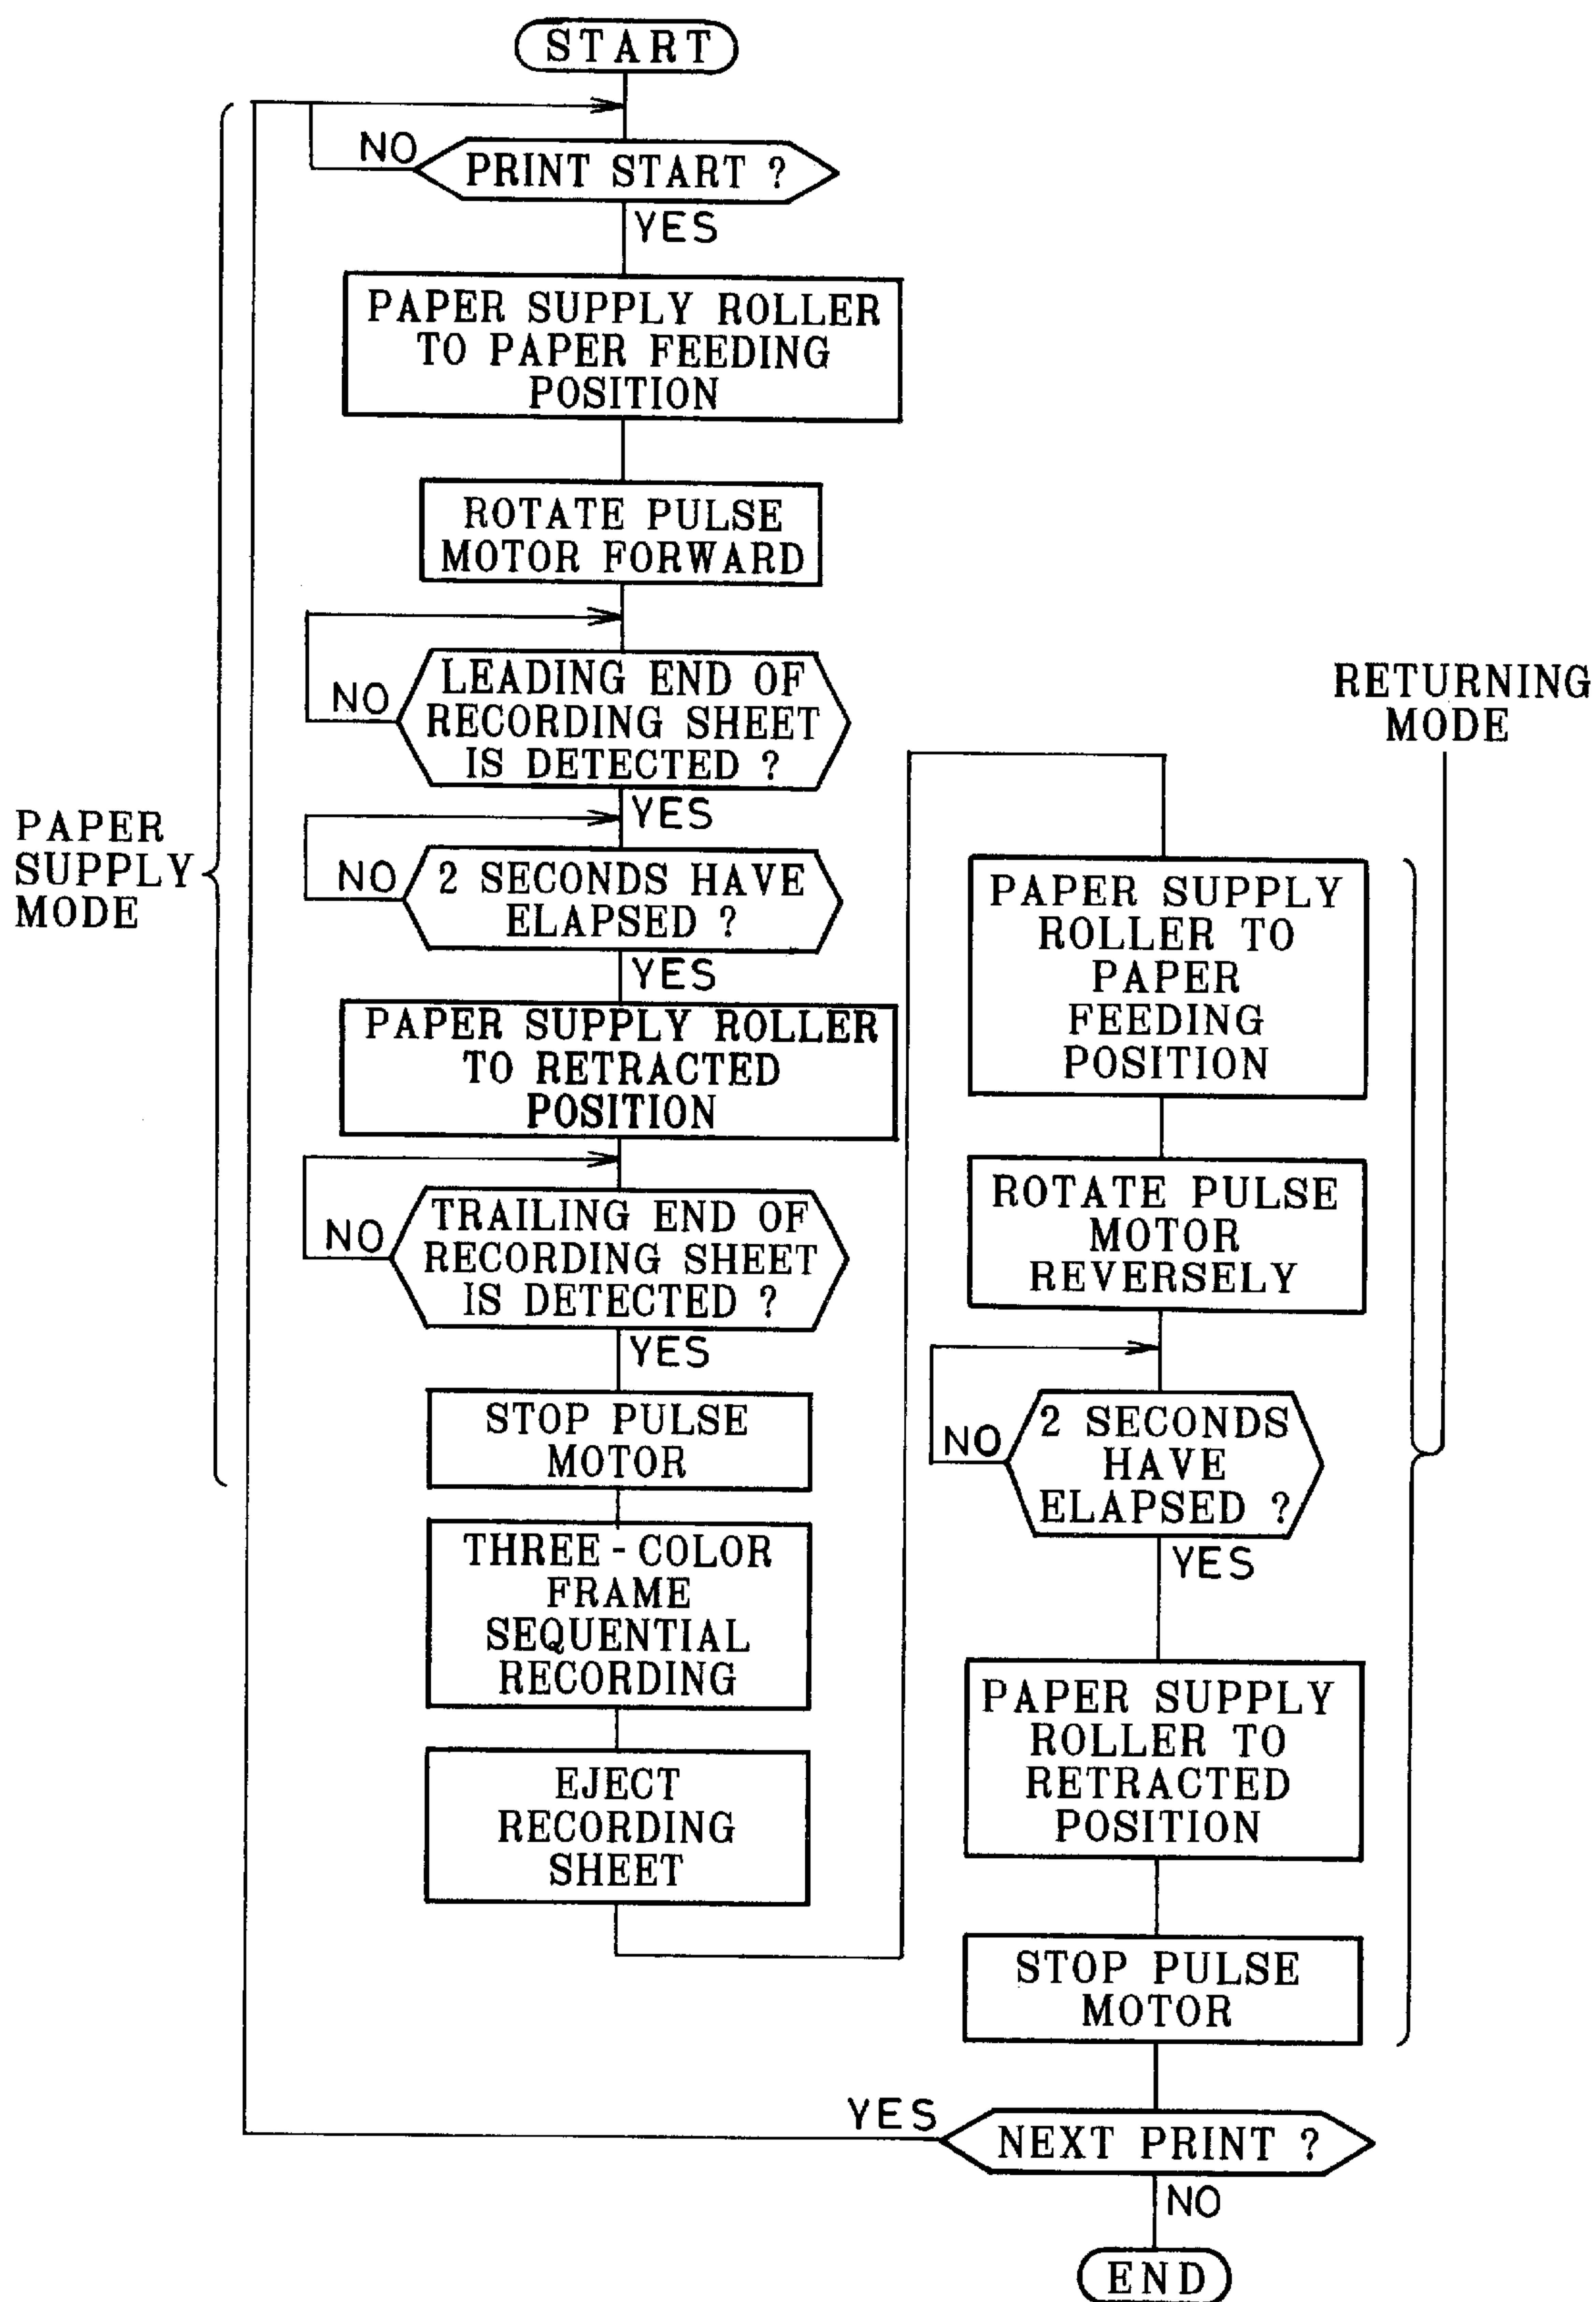 START
NO
PRINT START ?
YES
PAPER SUPPLY ROLLER
TO PAPER FEEDING
POSITION
ROTATE PULSE
MOTOR FORWARD
NO
LEADING END OF
RECORDING SHEET
IS DETECTED ?
YES
NO
2 SECONDS HAVE
ELAPSED ?
YES
PAPER SUPPLY ROLLER
TO RETRACTED
POSITION
NO
TRAILING END OF
RECORDING SHEET
IS DETECTED ?
YES
STOP PULSE
MOTOR
PAPER
SUPPLY
MODE
THREE-COLOR
FRAME
SEQUENTIAL
RECORDING
EJECT
RECORDING
SHEET
RETURNING
MODE
PAPER SUPPLY
ROLLER TO
PAPER
FEEDING
POSITION
ROTATE PULSE
MOTOR
REVERSELY
NO
2 SECONDS
HAVE
ELAPSED ?
YES
PAPER SUPPLY
ROLLER TO
RETRACTED
POSITION
STOP PULSE
MOTOR
YES
NEXT PRINT ?
NO
END